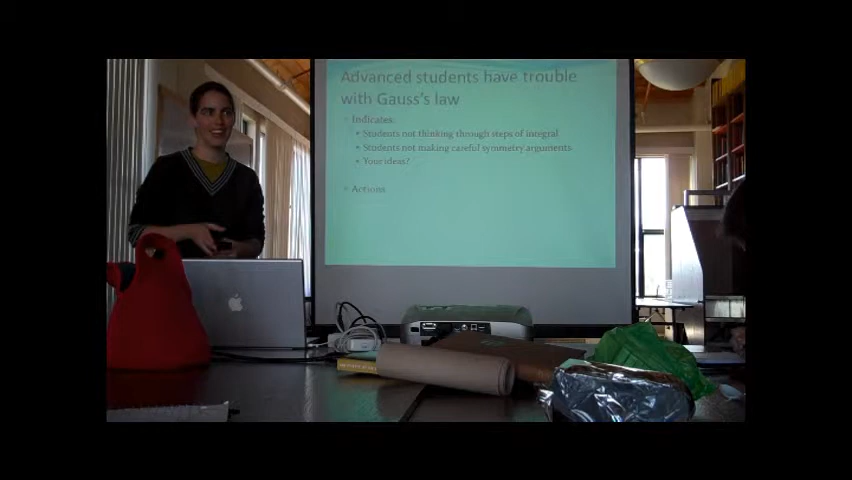 Advanced students have trouble
with Gauss's law
Indicates:
• Students not thinking through steps of integral
• Students not making careful symmetry arguments
• Your ideas?
Actions